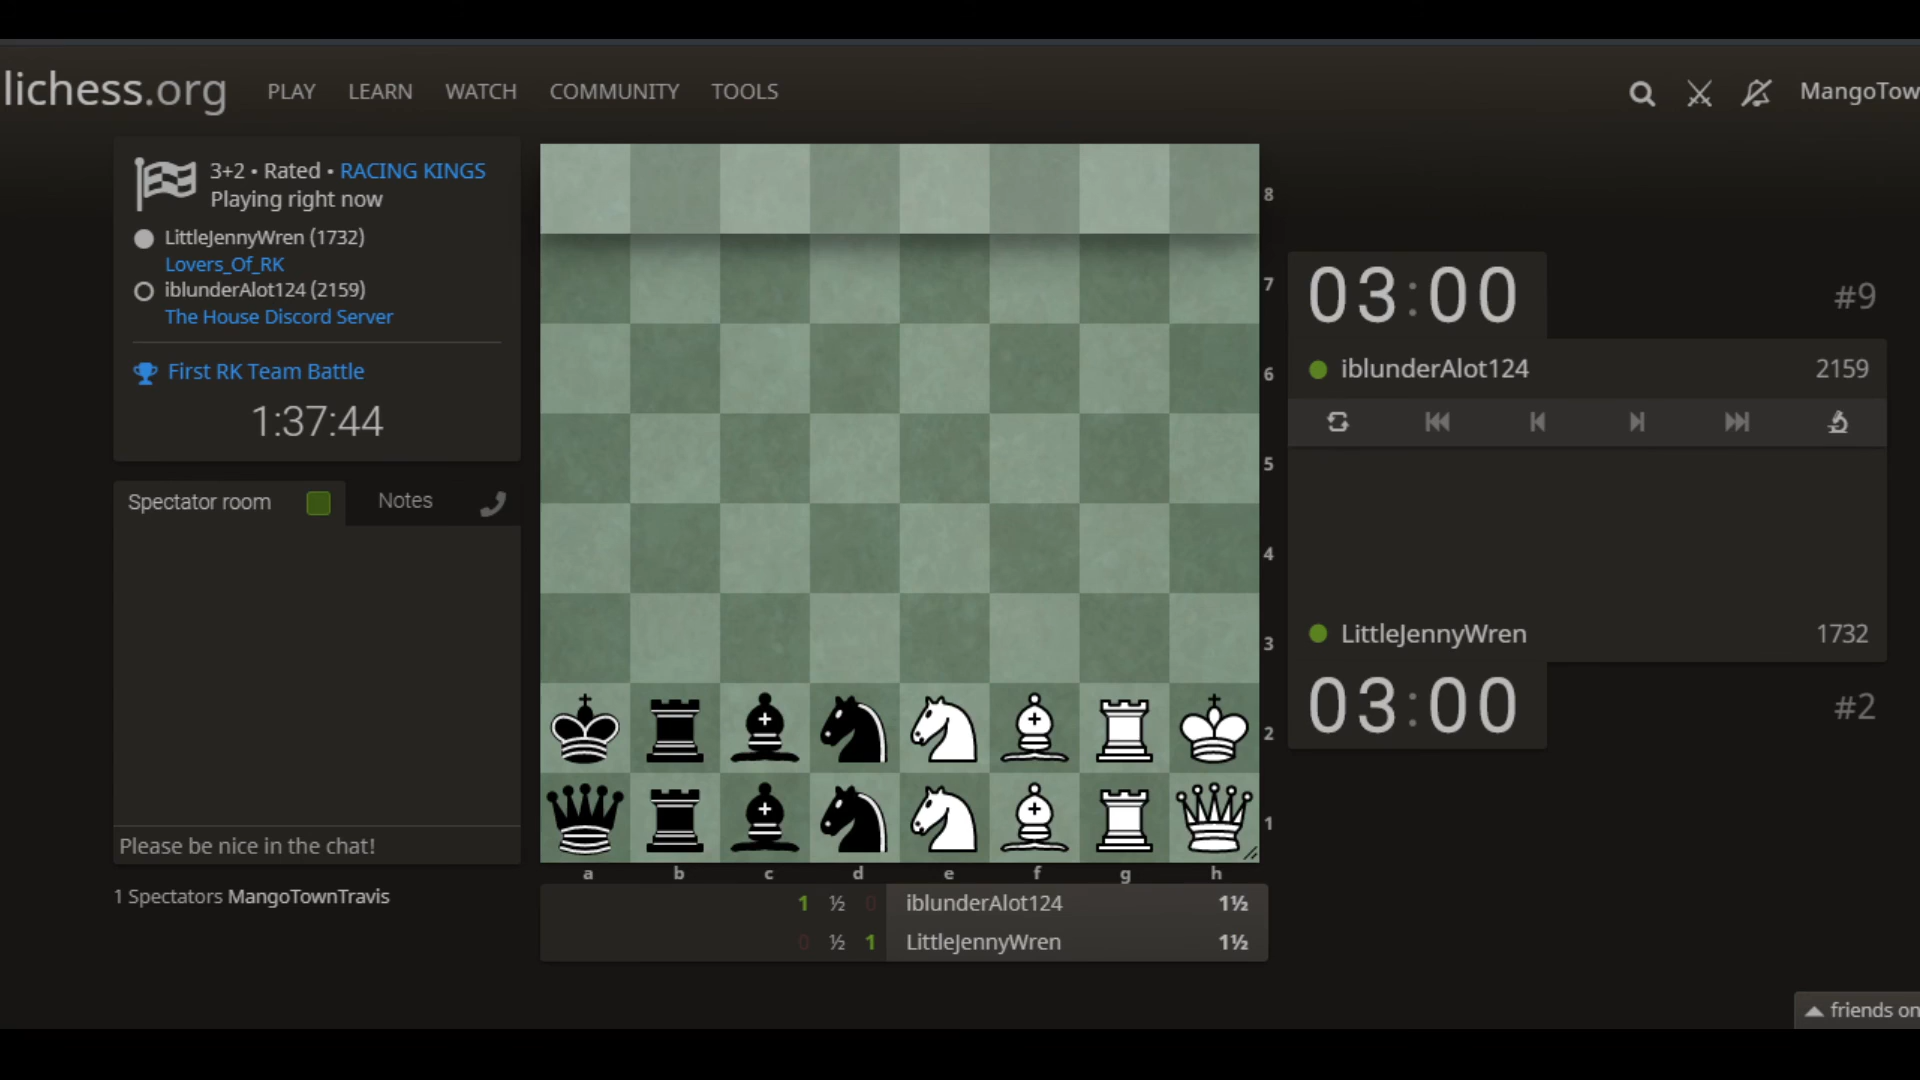 lichess.org PLAY LEARN WATCH COMMUNITY TOOLS MangoTow
3+2 • Rated • RACING KINGS
Playing right now
LittleJennyWren (1732)
Lovers_Of_RK
iblunderAlot124 (2159)
The House Discord Server
First RK Team Battle
1:37:44
Spectator room Notes
Please be nice in the chat!
1 Spectators MangoTownTravis
8
7
6
5
4
3
2
1
a b c d e f g h
1 ½ 0 iblunderAlot124 1½
0 ½ 1 LittleJennyWren 1½
03:00 #9
iblunderAlot124 2159
LittleJennyWren 1732
03:00 #2
friends on